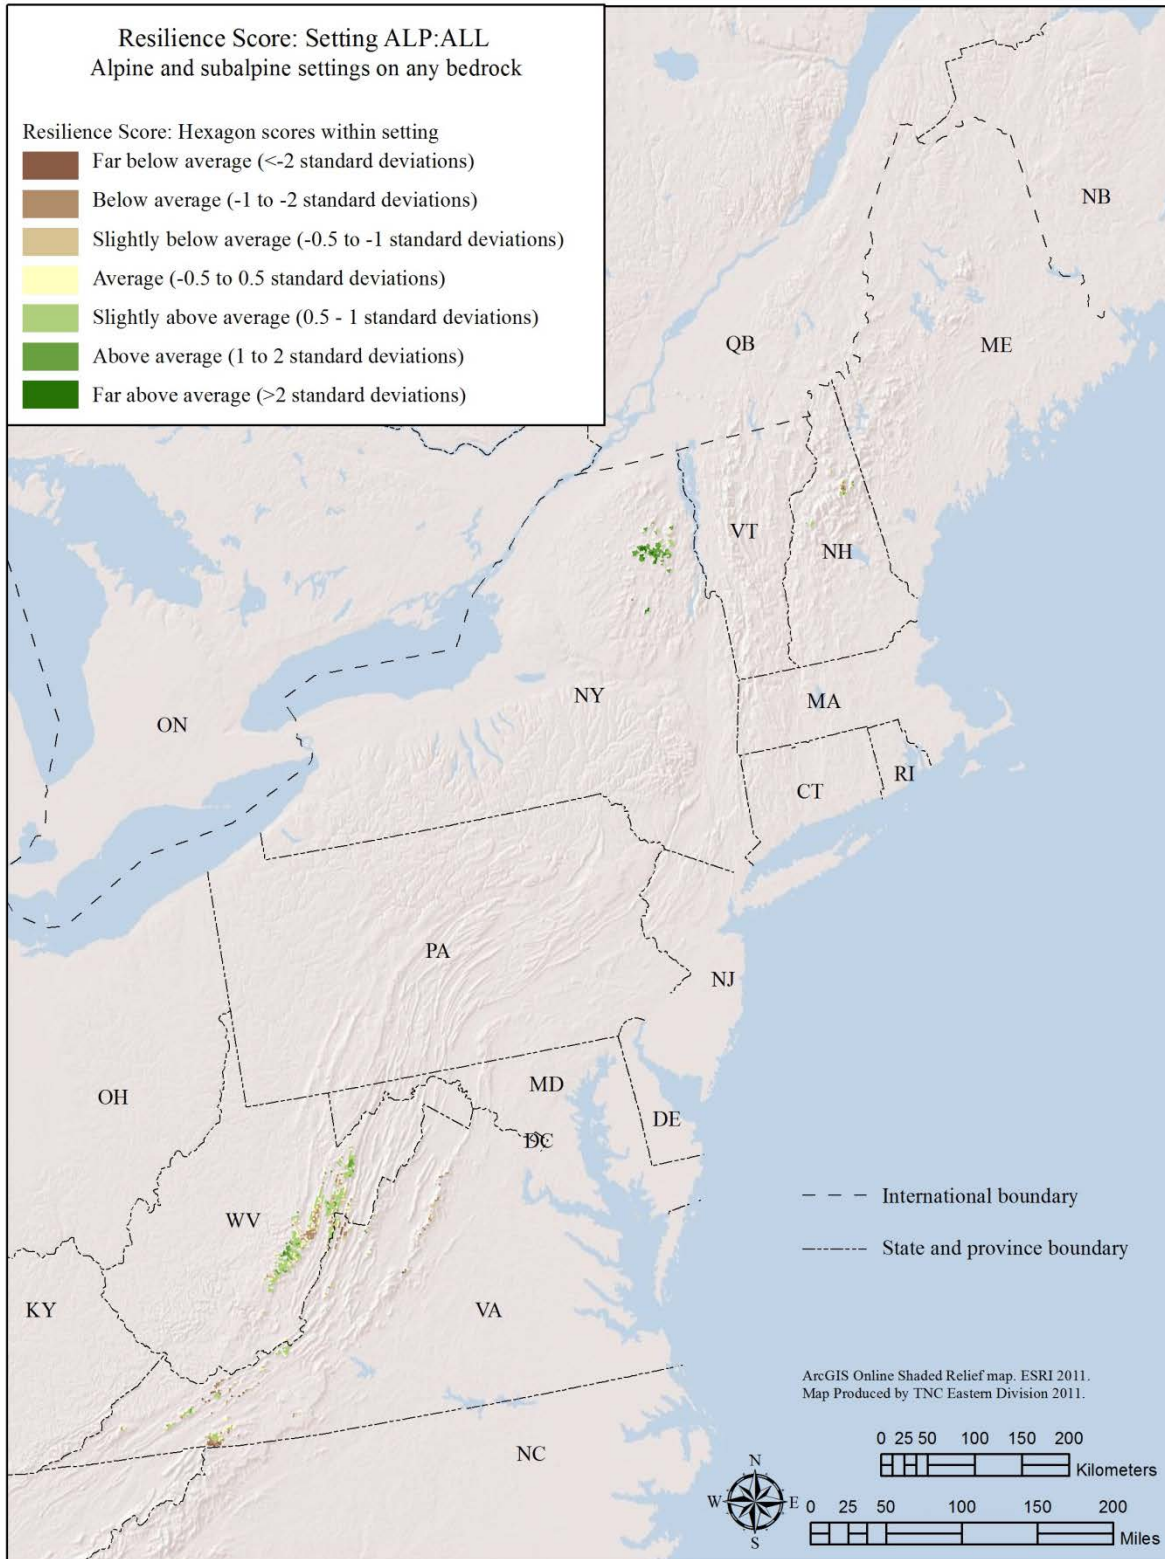 Resilience Score: Setting ALP:ALL
Alpine and subalpine settings on any bedrock
Resilience Score: Hexagon scores within setting
Far below average (<-2 standard deviations)
Below average (-1 to -2 standard deviations)
Slightly below average (-0.5 to -1 standard deviations)
Average (-0.5 to 0.5 standard deviations)
Slightly above average (0.5 - 1 standard deviations)
Above average (1 to 2 standard deviations)
Far above average (>2 standard deviations)
NB
QB
ME
VT
NH
NY
MA
ON
RI
CT
PA
NJ
OH
MD
DE
DC
WV
KY
VA
NC
International boundary
State and province boundary
ArcGIS Online Shaded Relief map. ESRI 2011.
Map Produced by TNC Eastern Division 2011.
0 25 50 100 150 200
Kilometers
N
W E
S
0 25 50 100 150 200
Miles